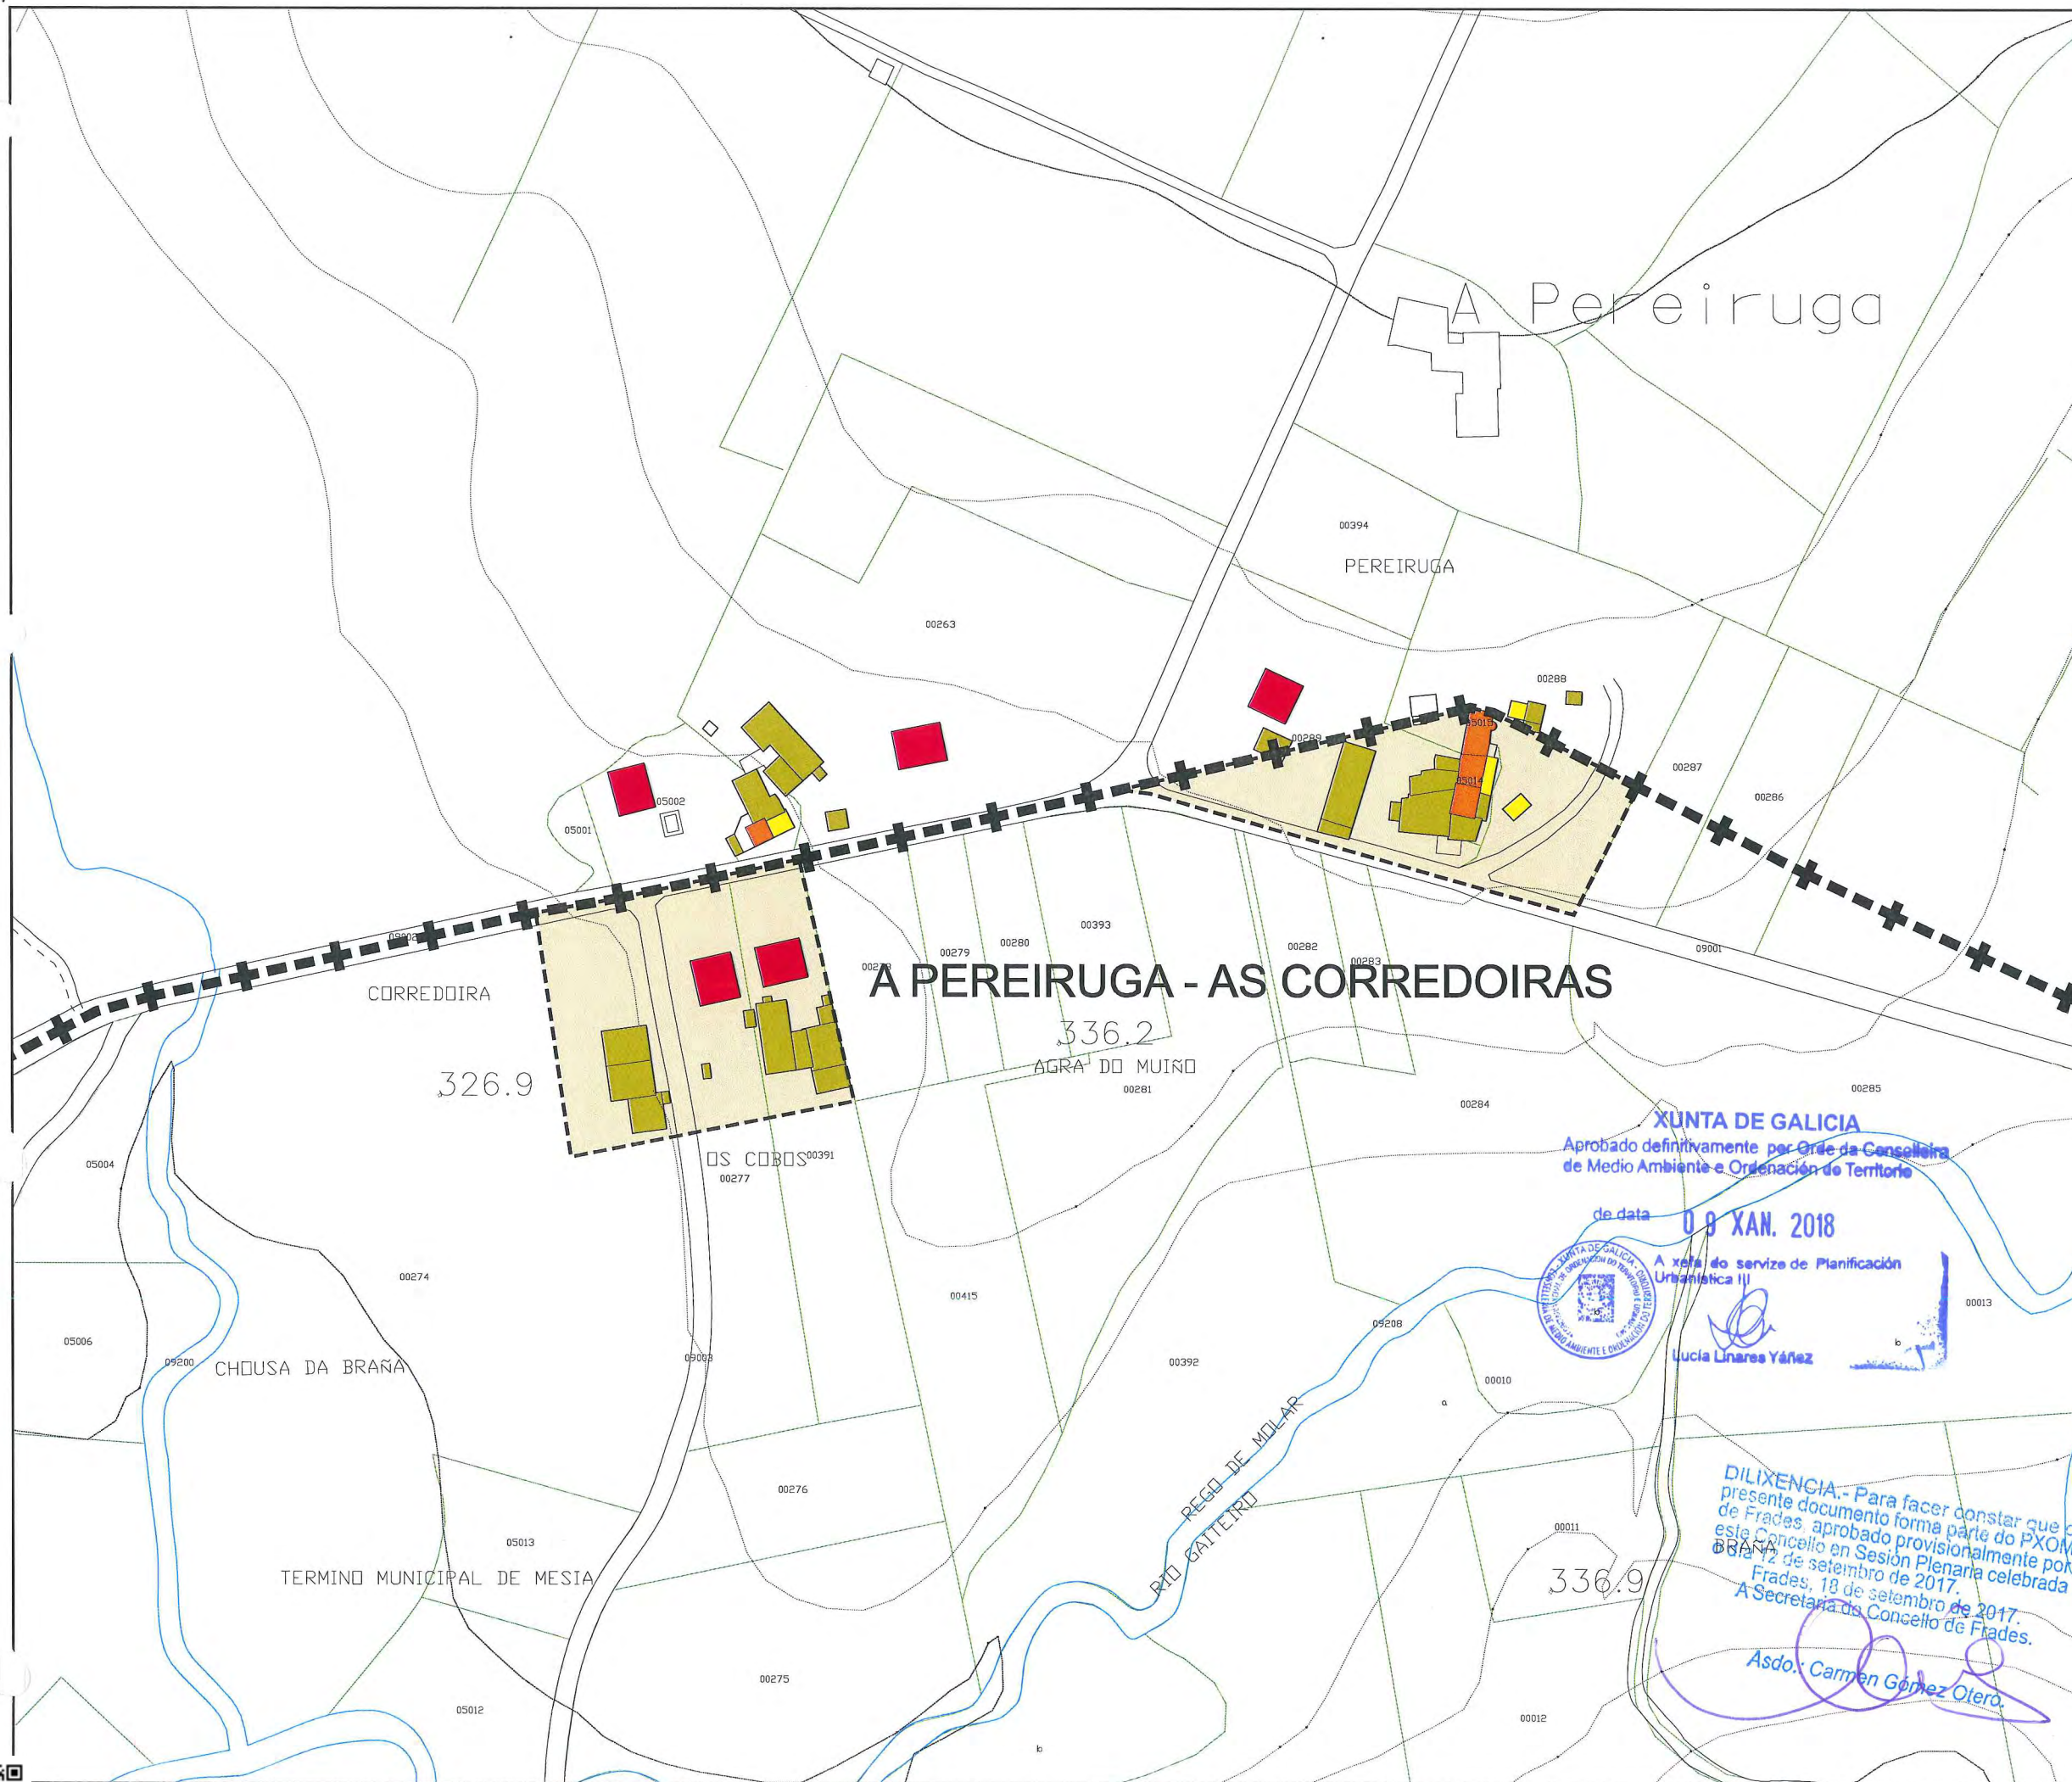 A Pereiruga
00394
PEREIRUGA
00263
00288
05015
00289
00287
05014
00286
05002
05001
00393
09002
00280
00282
00279
09001
00283
CORREDOIRA
A PEREIRUGA - AS CORREDOIRAS
336.2
326.9
AGRA DO MUIÑO
00281
00285
00284
XUNTA DE GALICIA
Aprobado definitivamente por Orde da Conselleira
de Medio Ambiente e Ordenación do Territorio
OS COBOS
00391
05004
00277
de data 09 XAN. 2018
A xefa do servizo de Planificación
Urbanística III
00274
00415
00013
09208
05006
b
Lucía Linares Yáñez
09200
CHOUSA DA BRAÑA
09003
00392
00010
a
REGO DE MOLAR
RIO GAITEIRO
00276
00011
05013
TERMINO MUNICIPAL DE MESIA
DILIXENCIA.- Para facer constar que
presente documento forma parte do PXOM
de Frades, aprobado provisionalmente por
este Concello en Sesión Plenaria celebrada
día 12 de setembro de 2017.
Frades, 18 de setembro de 2017.
A Secretaria do Concello de Frades.
Asdo.: Carmen Gómez Otero.
BRAÑA
336.9
00275
05012
00012
b